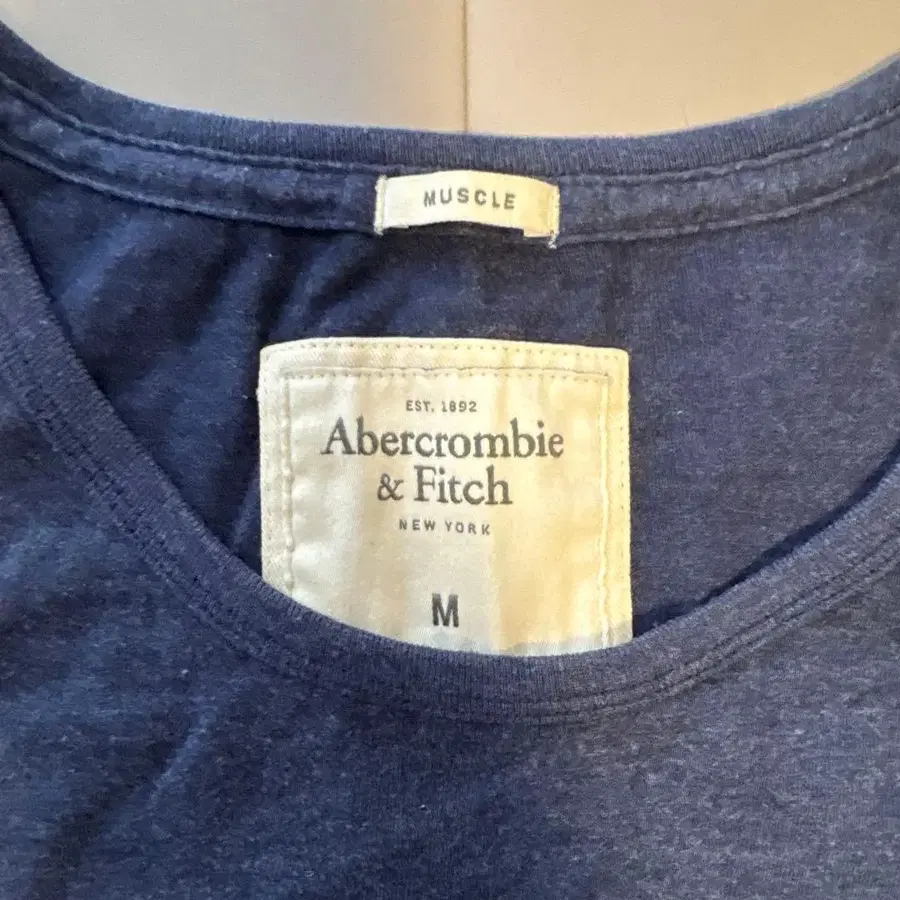 MUSCLE
EST. 1892
Abercrombie
& Fitch
NEW YORK
M